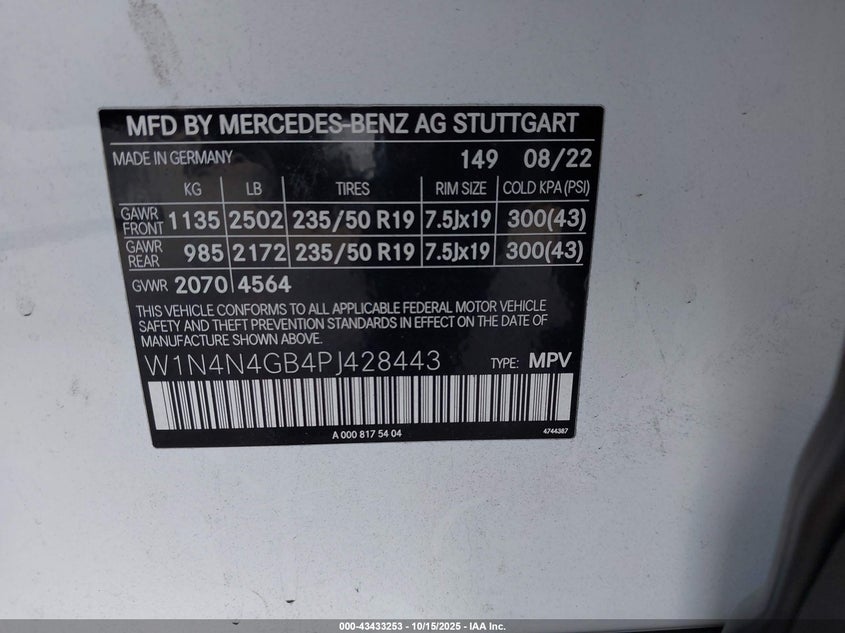 MFD BY MERCEDES-BENZ AG STUTTGART
MADE IN GERMANY 149 08/22
KG LB TIRES RIM SIZE COLD KPA (PSI)
GAWR FRONT 1135 2502 235/50 R19 7.5Jx19 300(43)
GAWR REAR 985 2172 235/50 R19 7.5Jx19 300(43)
GVWR 2070 4564
THIS VEHICLE CONFORMS TO ALL APPLICABLE FEDERAL MOTOR VEHICLE
SAFETY AND THEFT PREVENTION STANDARDS IN EFFECT ON THE DATE OF
MANUFACTURE SHOWN ABOVE.
W1N4N4GB4PJ428443 TYPE: MPV
A 000 817 54 04 4744387
000-43433253 - 10/15/2025 - IAA Inc.